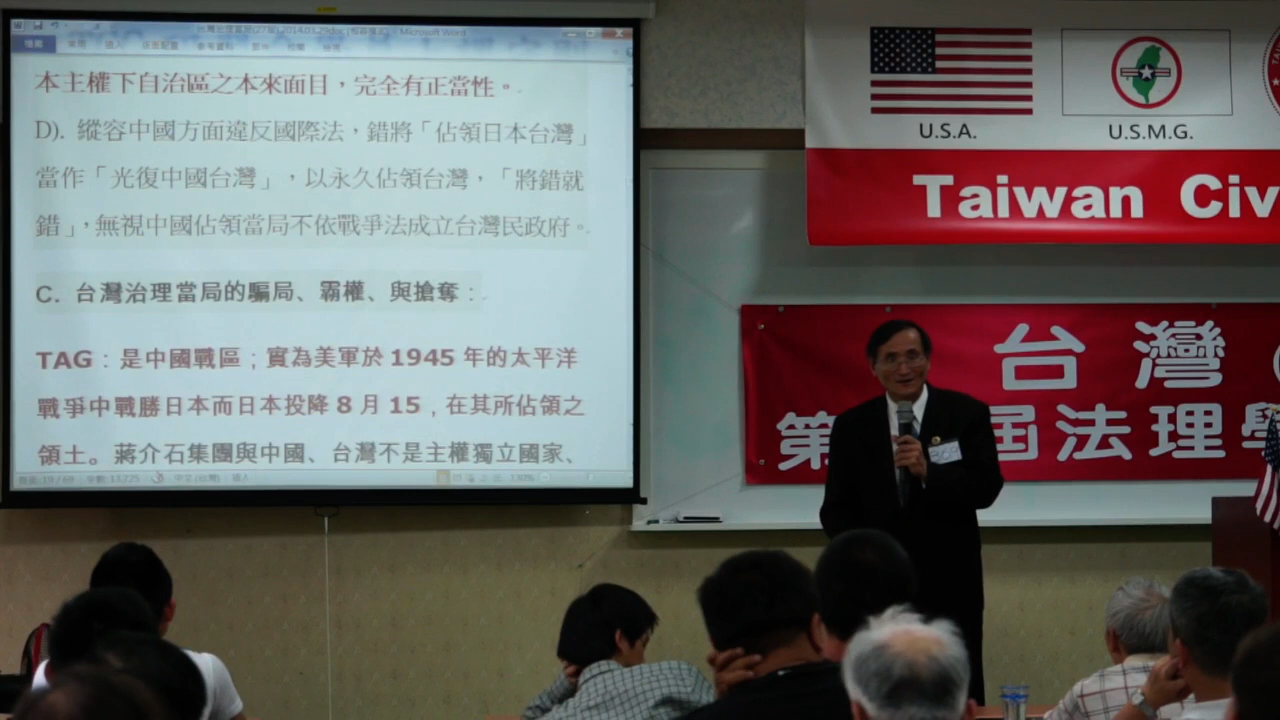 本主權下自治區之本來面目，完全有正當性。
D). 縱容中國方面違反國際法，錯將「佔領日本台灣」
當作「光復中國台灣」，以永久佔領台灣，「將錯就
錯」，無視中國佔領當局不依戰爭法成立台灣民政府。
C. 台灣治理當局的騙局、霸權、與搶奪：
TAG：是中國戰區；實為美軍於 1945 年的太平洋
戰爭中戰勝日本而日本投降 8 月 15，在其所佔領之
領土。蔣介石集團與中國、台灣不是主權獨立國家、
Microsoft Word
U.S.A.
U.S.M.G.
Taiwan Civ
台 灣
第 屆法理學